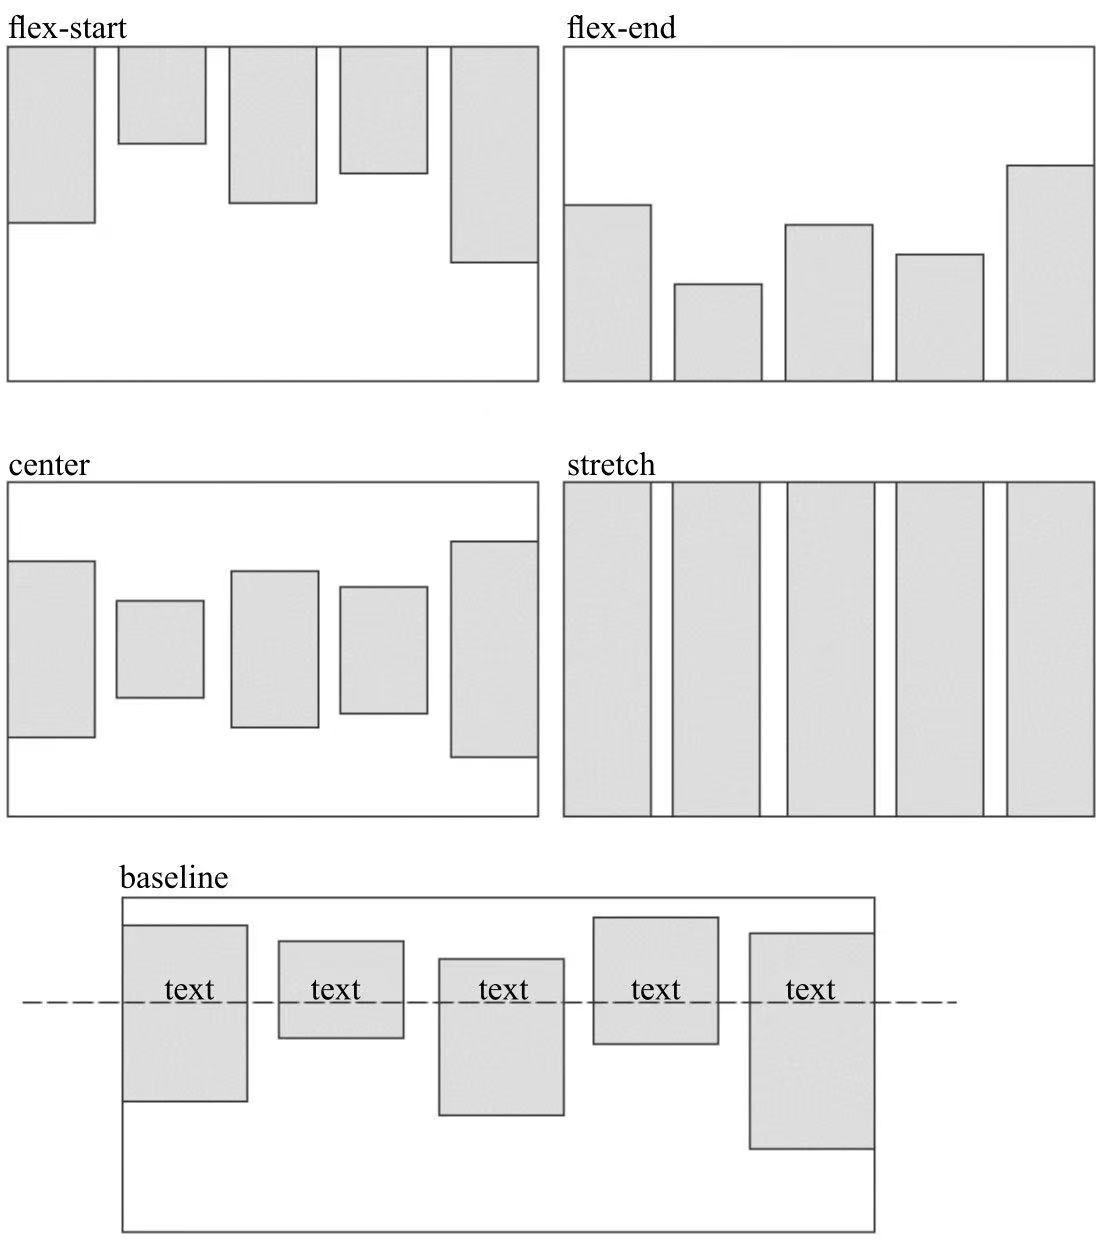 flex-start
flex-end
center
stretch
baseline
text text text text text